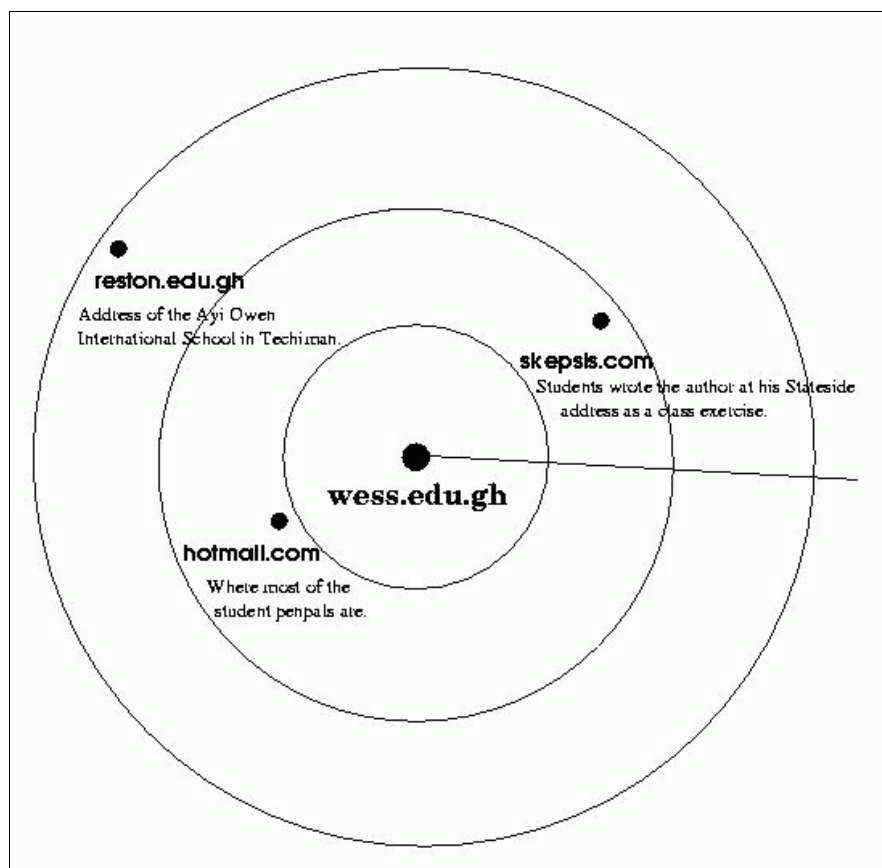 reston.edu.gh
Address of the Ayi Owen
International School in Techiman.
skepsis.com
Students wrote the author at his Stateside
address as a class exercise.
wess.edu.gh
hotmail.com
Where most of the
student penpals are.